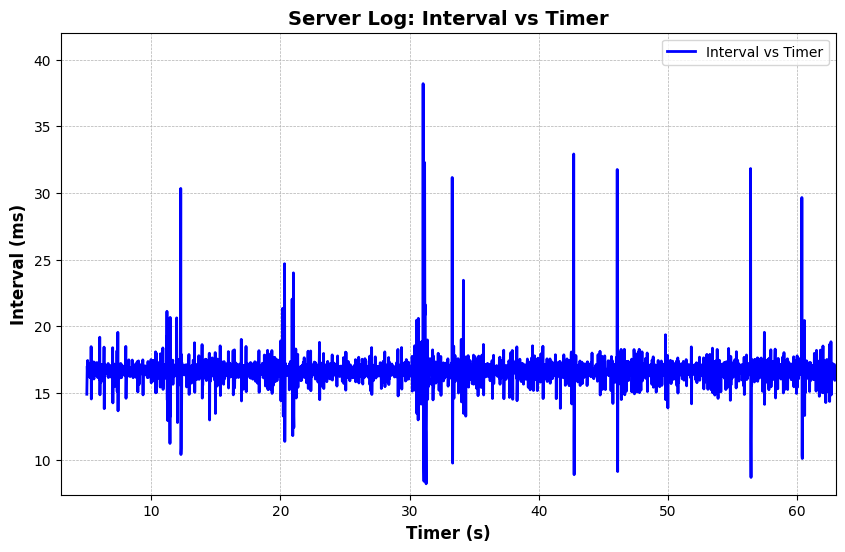 Server Log: Interval vs Timer
Interval vs Timer
40
35
30
25
20
15
10
Interval (ms)
10 20 30 40 50 60
Timer (s)